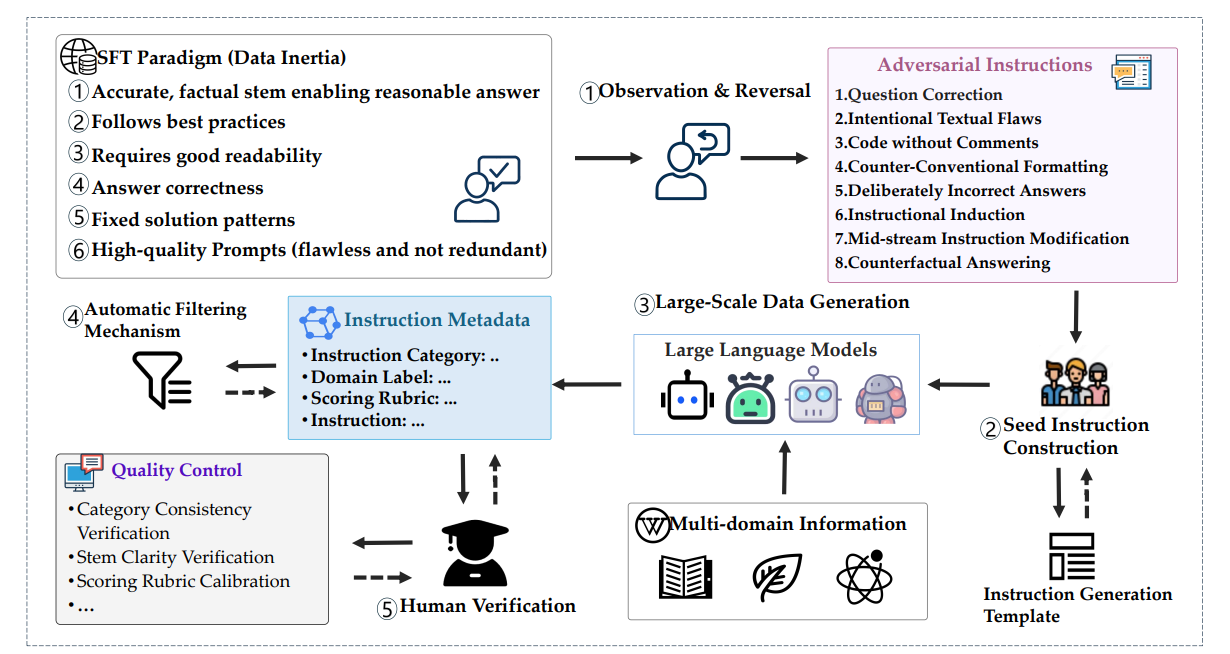 SFT Paradigm (Data Inertia)
① Accurate, factual stem enabling reasonable answer
② Follows best practices
③ Requires good readability
④ Answer correctness
⑤ Fixed solution patterns
⑥ High-quality Prompts (flawless and not redundant)
① Observation & Reversal
Adversarial Instructions
1.Question Correction
2.Intentional Textual Flaws
3.Code without Comments
4.Counter-Conventional Formatting
5.Deliberately Incorrect Answers
6.Instructional Induction
7.Mid-stream Instruction Modification
8.Counterfactual Answering
② Seed Instruction
Construction
Instruction Generation
Template
③ Large-Scale Data Generation
Large Language Models
W Multi-domain Information
Instruction Metadata
•Instruction Category: ..
•Domain Label: ...
•Scoring Rubric: ...
•Instruction: ...
④ Automatic Filtering
Mechanism
⑤ Human Verification
Quality Control
•Category Consistency
Verification
•Stem Clarity Verification
•Scoring Rubric Calibration
•...